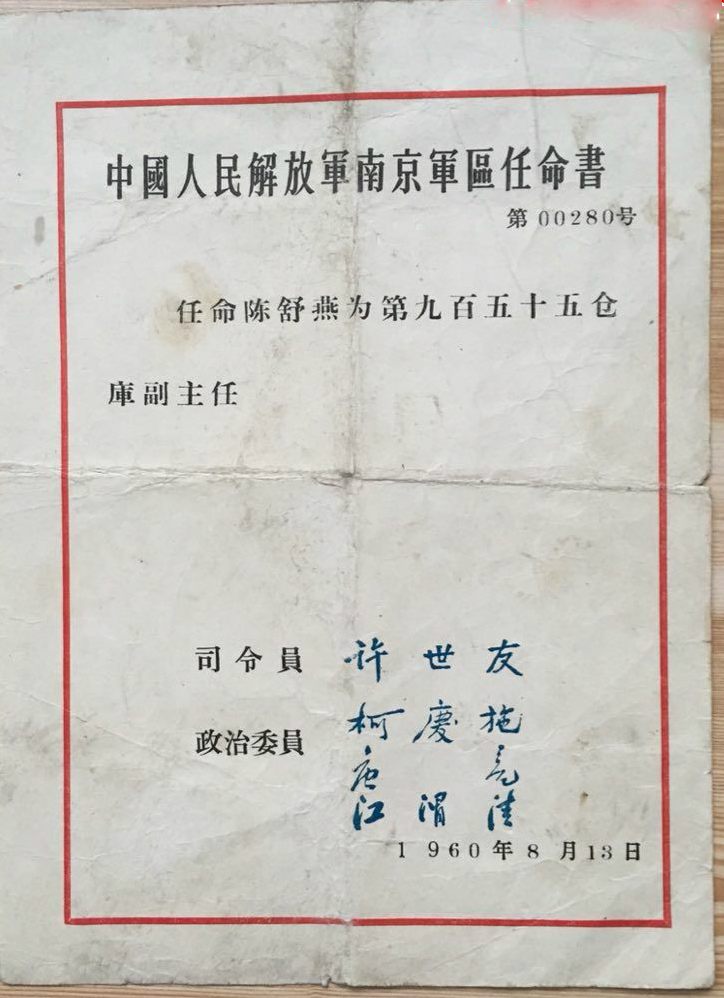 中國人民解放軍南京軍區任命書
第00280号
任命陈舒燕为第九百五十五仓
庫副主任
司令員 许世友
政治委員 柯慶施
唐亮
江渭清
1960年8月13日